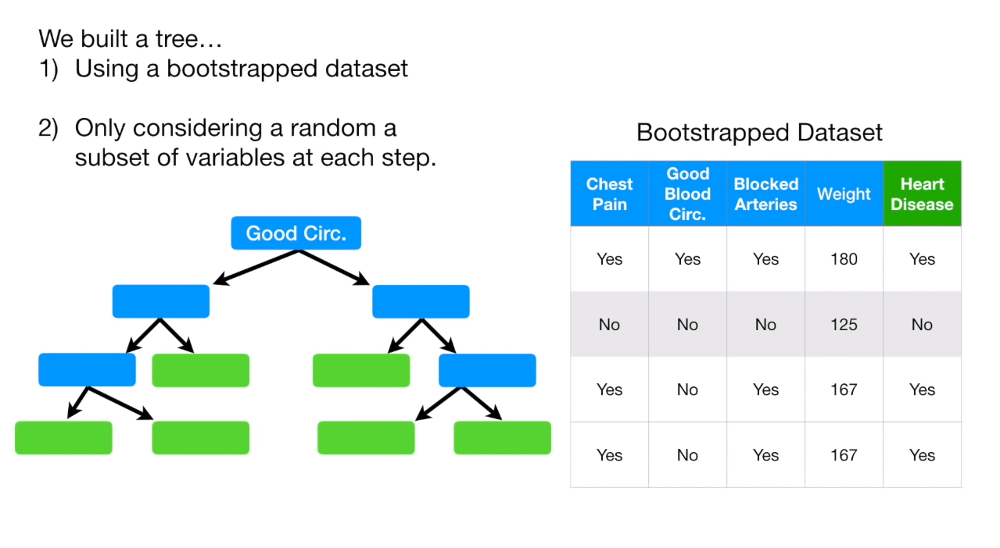 We built a tree…
1) Using a bootstrapped dataset
2) Only considering a random a
subset of variables at each step.
Good Circ.
Bootstrapped Dataset
Chest Pain Good Blood Circ. Blocked Arteries Weight Heart Disease
Yes Yes Yes 180 Yes
No No No 125 No
Yes No Yes 167 Yes
Yes No Yes 167 Yes